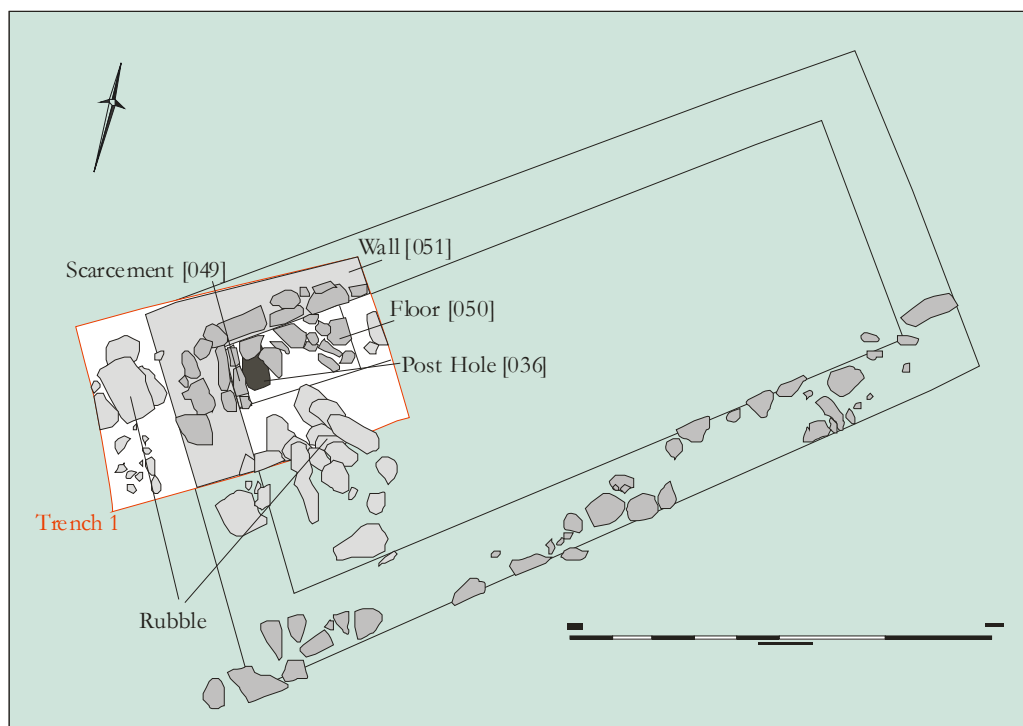 Wall [051]
Scarcement [049]
Floor [050]
Post Hole [036]
Trench 1
Rubble